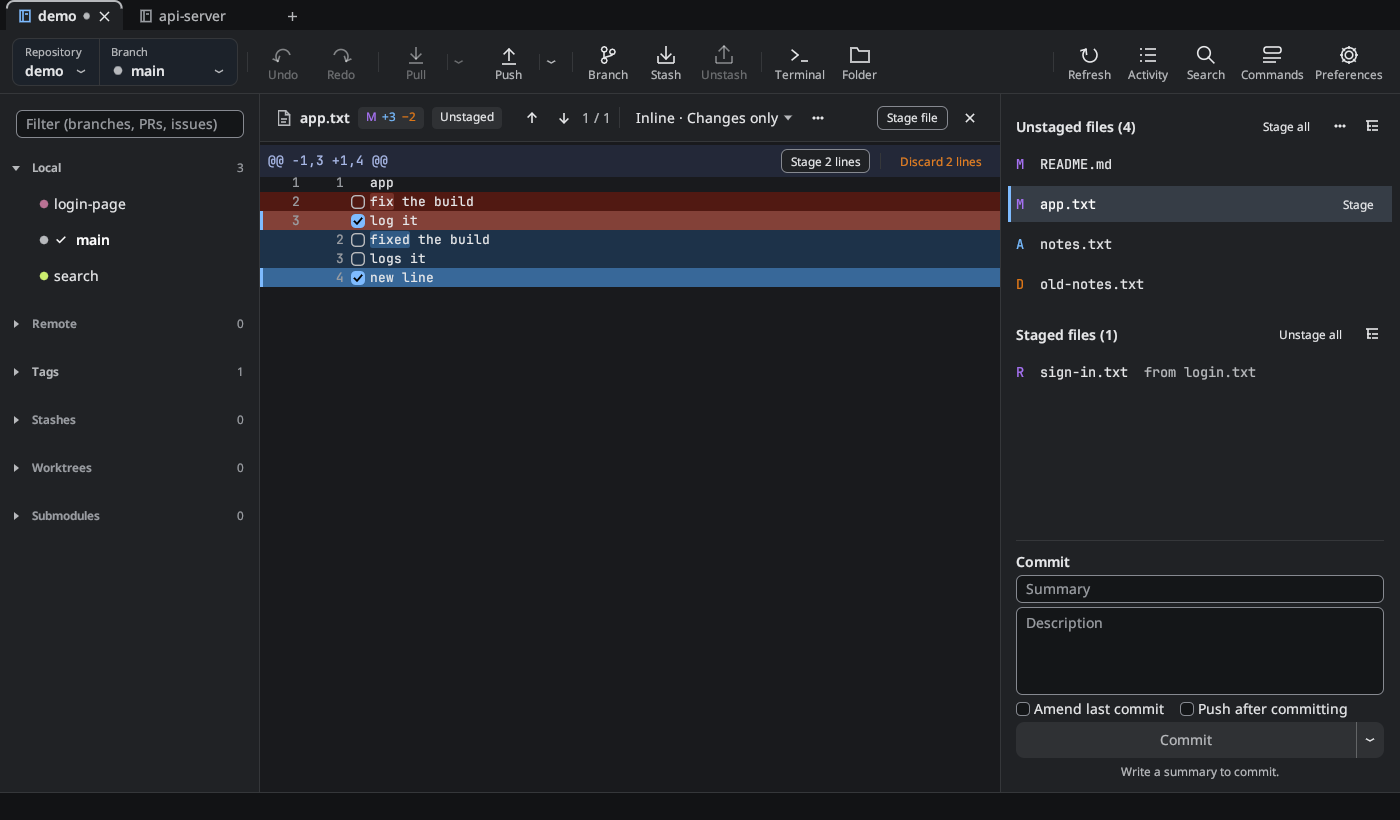 demo
api-server
Repository
demo
Branch
main
Undo
Redo
Pull
Push
Branch
Stash
Unstash
Terminal
Folder
Refresh
Activity
Search
Commands
Preferences
Filter (branches, PRs, issues)
Local 3
login-page
main
search
Remote 0
Tags 1
Stashes 0
Worktrees 0
Submodules 0
app.txt M +3 −2 Unstaged 1 / 1 Inline · Changes only Stage file
@@ -1,3 +1,4 @@ Stage 2 lines Discard 2 lines
1 1 app
2 fix the build
3 log it
2 fixed the build
3 logs it
4 new line
Unstaged files (4) Stage all
M README.md
M app.txt Stage
A notes.txt
D old-notes.txt
Staged files (1) Unstage all
R sign-in.txt from login.txt
Commit
Summary
Description
Amend last commit Push after committing
Commit
Write a summary to commit.